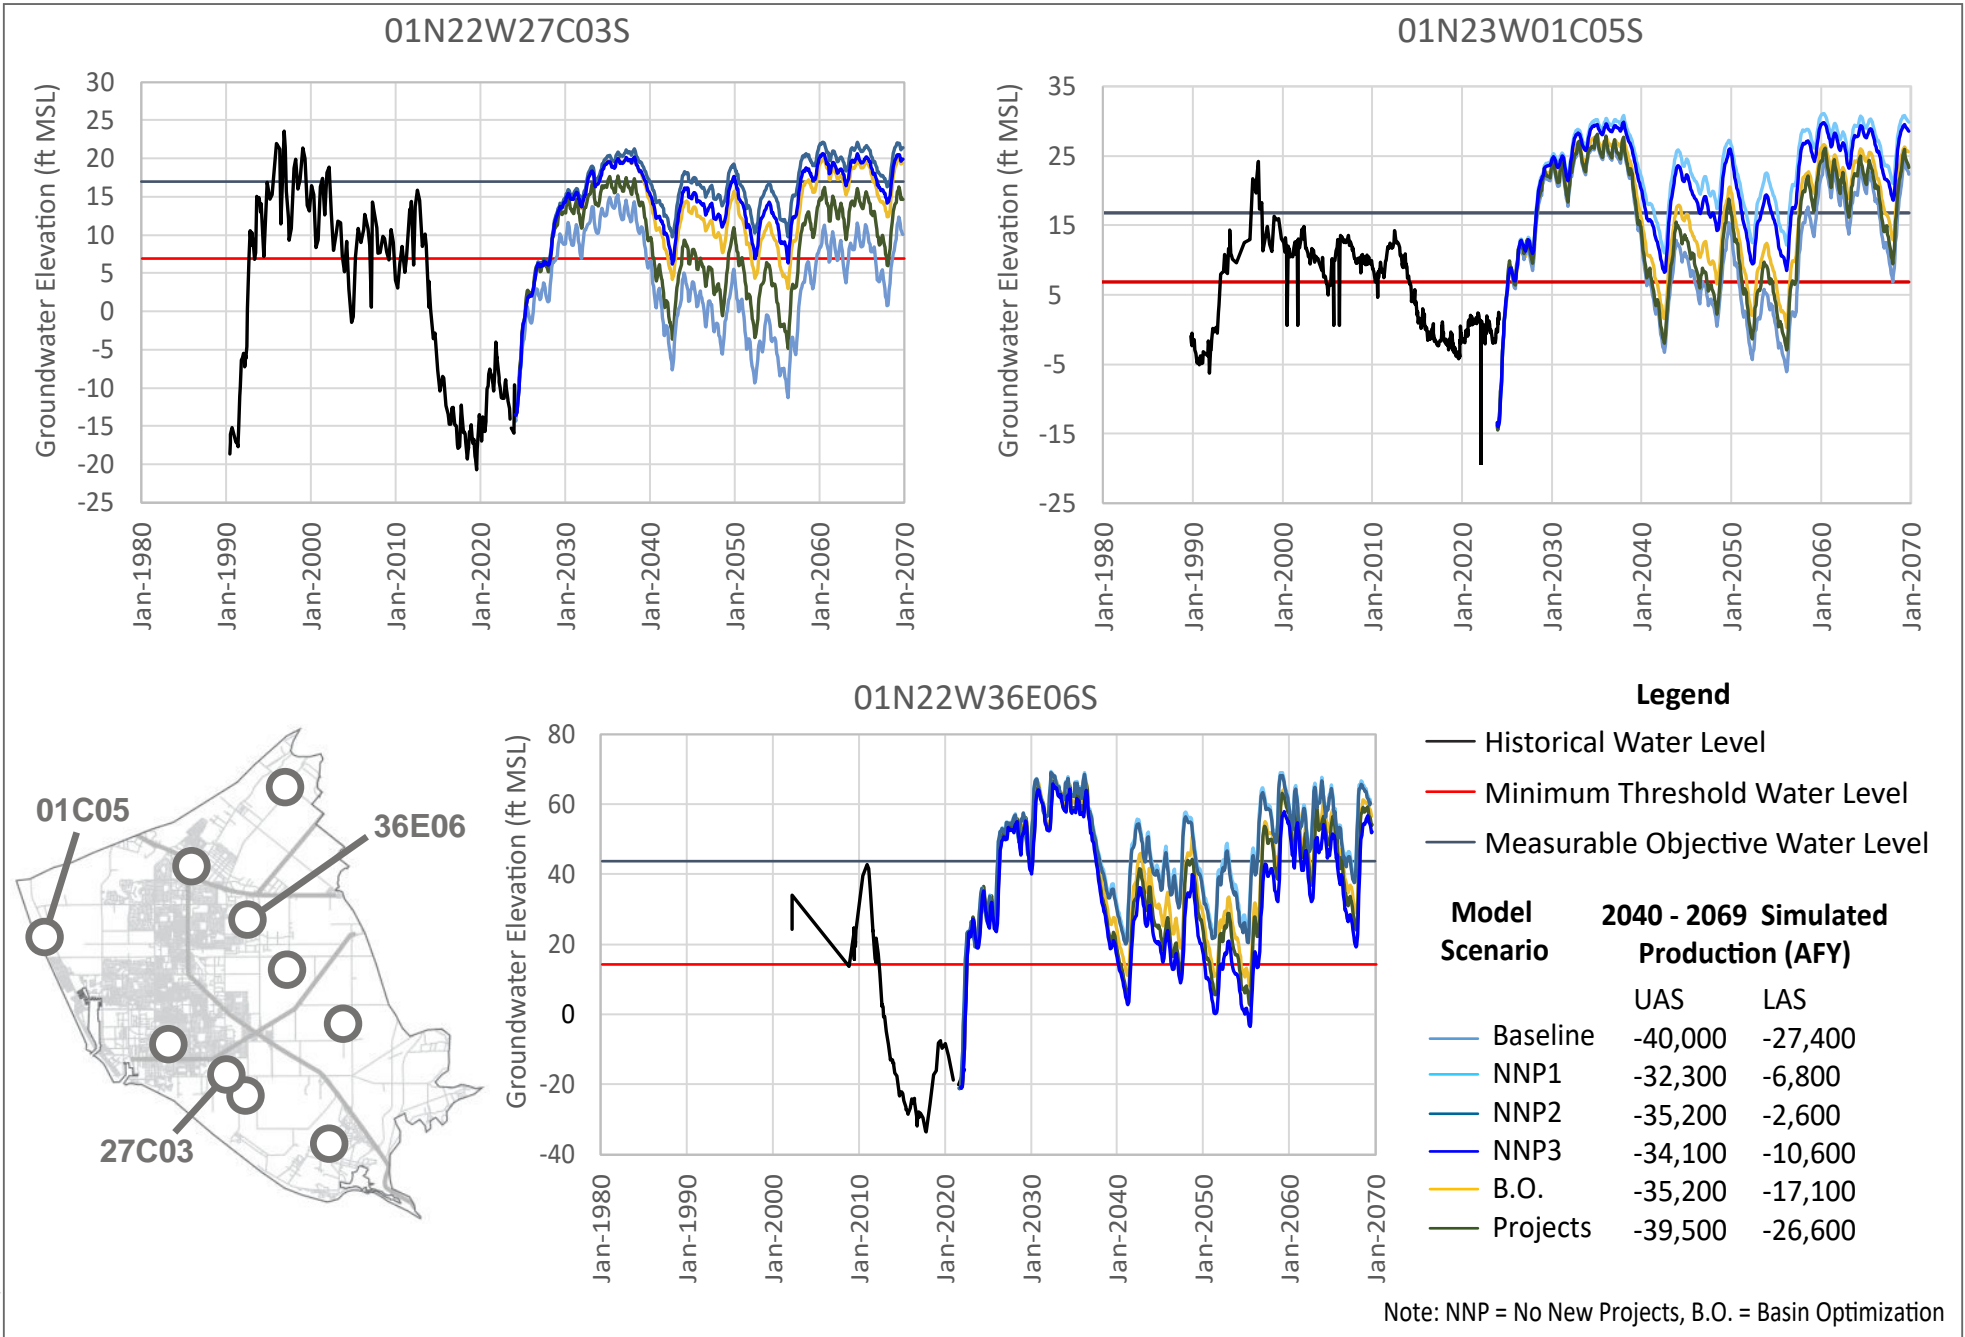 01N22W27C03S
Groundwater Elevation (ft MSL)
30
25
20
15
10
5
0
-5
-10
-15
-20
-25
Jan-1980
Jan-1990
Jan-2000
Jan-2010
Jan-2020
Jan-2030
Jan-2040
Jan-2050
Jan-2060
Jan-2070
01N23W01C05S
Groundwater Elevation (ft MSL)
35
25
15
5
-5
-15
-25
Jan-1980
Jan-1990
Jan-2000
Jan-2010
Jan-2020
Jan-2030
Jan-2040
Jan-2050
Jan-2060
Jan-2070
01C05
36E06
27C03
01N22W36E06S
Groundwater Elevation (ft MSL)
80
60
40
20
0
-20
-40
Jan-1980
Jan-1990
Jan-2000
Jan-2010
Jan-2020
Jan-2030
Jan-2040
Jan-2050
Jan-2060
Jan-2070
Legend
Historical Water Level
Minimum Threshold Water Level
Measurable Objective Water Level
Model Scenario
2040 - 2069 Simulated Production (AFY)
UAS LAS
Baseline -40,000 -27,400
NNP1 -32,300 -6,800
NNP2 -35,200 -2,600
NNP3 -34,100 -10,600
B.O. -35,200 -17,100
Projects -39,500 -26,600
Note: NNP = No New Projects, B.O. = Basin Optimization